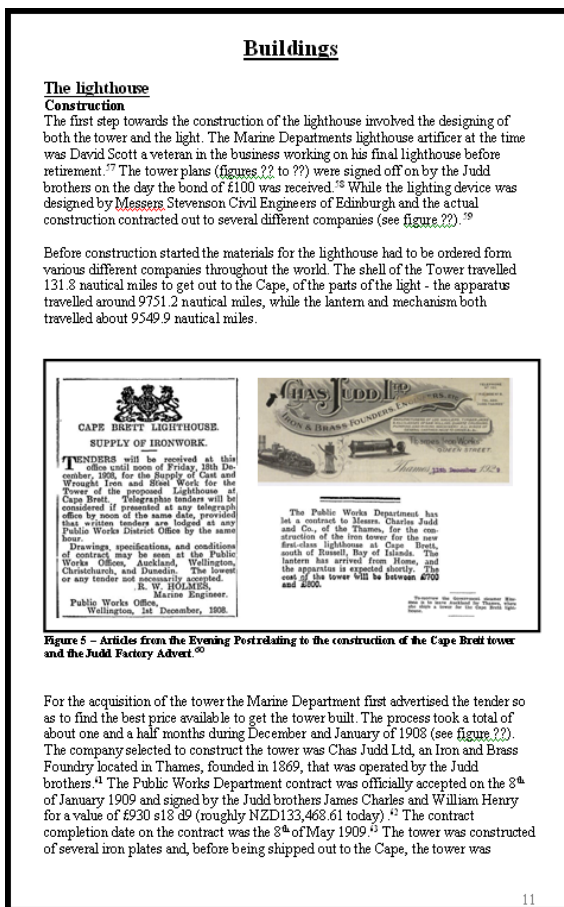 Buildings
The lighthouse
Construction
The first step towards the construction of the lighthouse involved the designing of
both the tower and the light. The Marine Departments lighthouse artificer at the time
was David Scott a veteran in the business working on his final lighthouse before
retirement.57 The tower plans (figures ?? to ??) were signed off on by the Judd
brothers on the day the bond of £100 was received.58 While the lighting device was
designed by Messers Stevenson Civil Engineers of Edinburgh and the actual
construction contracted out to several different companies (see figure ??).59
Before construction started the materials for the lighthouse had to be ordered form
various different companies throughout the world. The shell of the Tower travelled
131.8 nautical miles to get out to the Cape, of the parts of the light - the apparatus
travelled around 9751.2 nautical miles, while the lantern and mechanism both
travelled about 9549.9 nautical miles.
CAPE BRETT LIGHTHOUSE.
SUPPLY OF IRONWORK.
TENDERS will be received at this
office until noon of Friday, 18th De-
cember, 1908, for the Supply of Cast and
Wrought Iron and Steel Work for the
Tower of the proposed Lighthouse at
Cape Brett. Telegraphic tenders will be
considered if presented at any telegraph
office by noon of the same date, provided
that written tenders are lodged at any
Public Works District Office by the same
hour.
Drawings, specifications, and conditions
of contract may be seen at the Public
Works Offices, Auckland, Wellington,
Christchurch, and Dunedin. The lowest
or any tender not necessarily accepted.
R. W. HOLMES,
Marine Engineer.
Public Works Office,
Wellington, 1st December, 1908.
CHAS. JUDD, LTD
IRON & BRASS FOUNDERS, ENGINEERS,
Thames Iron Works
QUEEN STREET.
Thames December
The Public Works Department has
let a contract to Messrs. Charles Judd
and Co., of the Thames, for the con-
struction of the iron tower for the new
first-class lighthouse at Cape Brett,
south of Russell, Bay of Islands. The
lantern has arrived from Home, and
the apparatus is expected shortly. The
cost of the tower will be between £700
and £800.
Figure 5 – Articles from the Evening Post relating to the construction of the Cape Brett tower
and the Judd Factory Advert.60
For the acquisition of the tower the Marine Department first advertised the tender so
as to find the best price available to get the tower built. The process took a total of
about one and a half months during December and January of 1908 (see figure ??).
The company selected to construct the tower was Chas Judd Ltd, an Iron and Brass
Foundry located in Thames, founded in 1869, that was operated by the Judd
brothers.61 The Public Works Department contract was officially accepted on the 8th
of January 1909 and signed by the Judd brothers James Charles and William Henry
for a value of £930 s18 d9 (roughly NZD133,468.61 today).62 The contract
completion date on the contract was the 8th of May 1909.63 The tower was constructed
of several iron plates and, before being shipped out to the Cape, the tower was
11